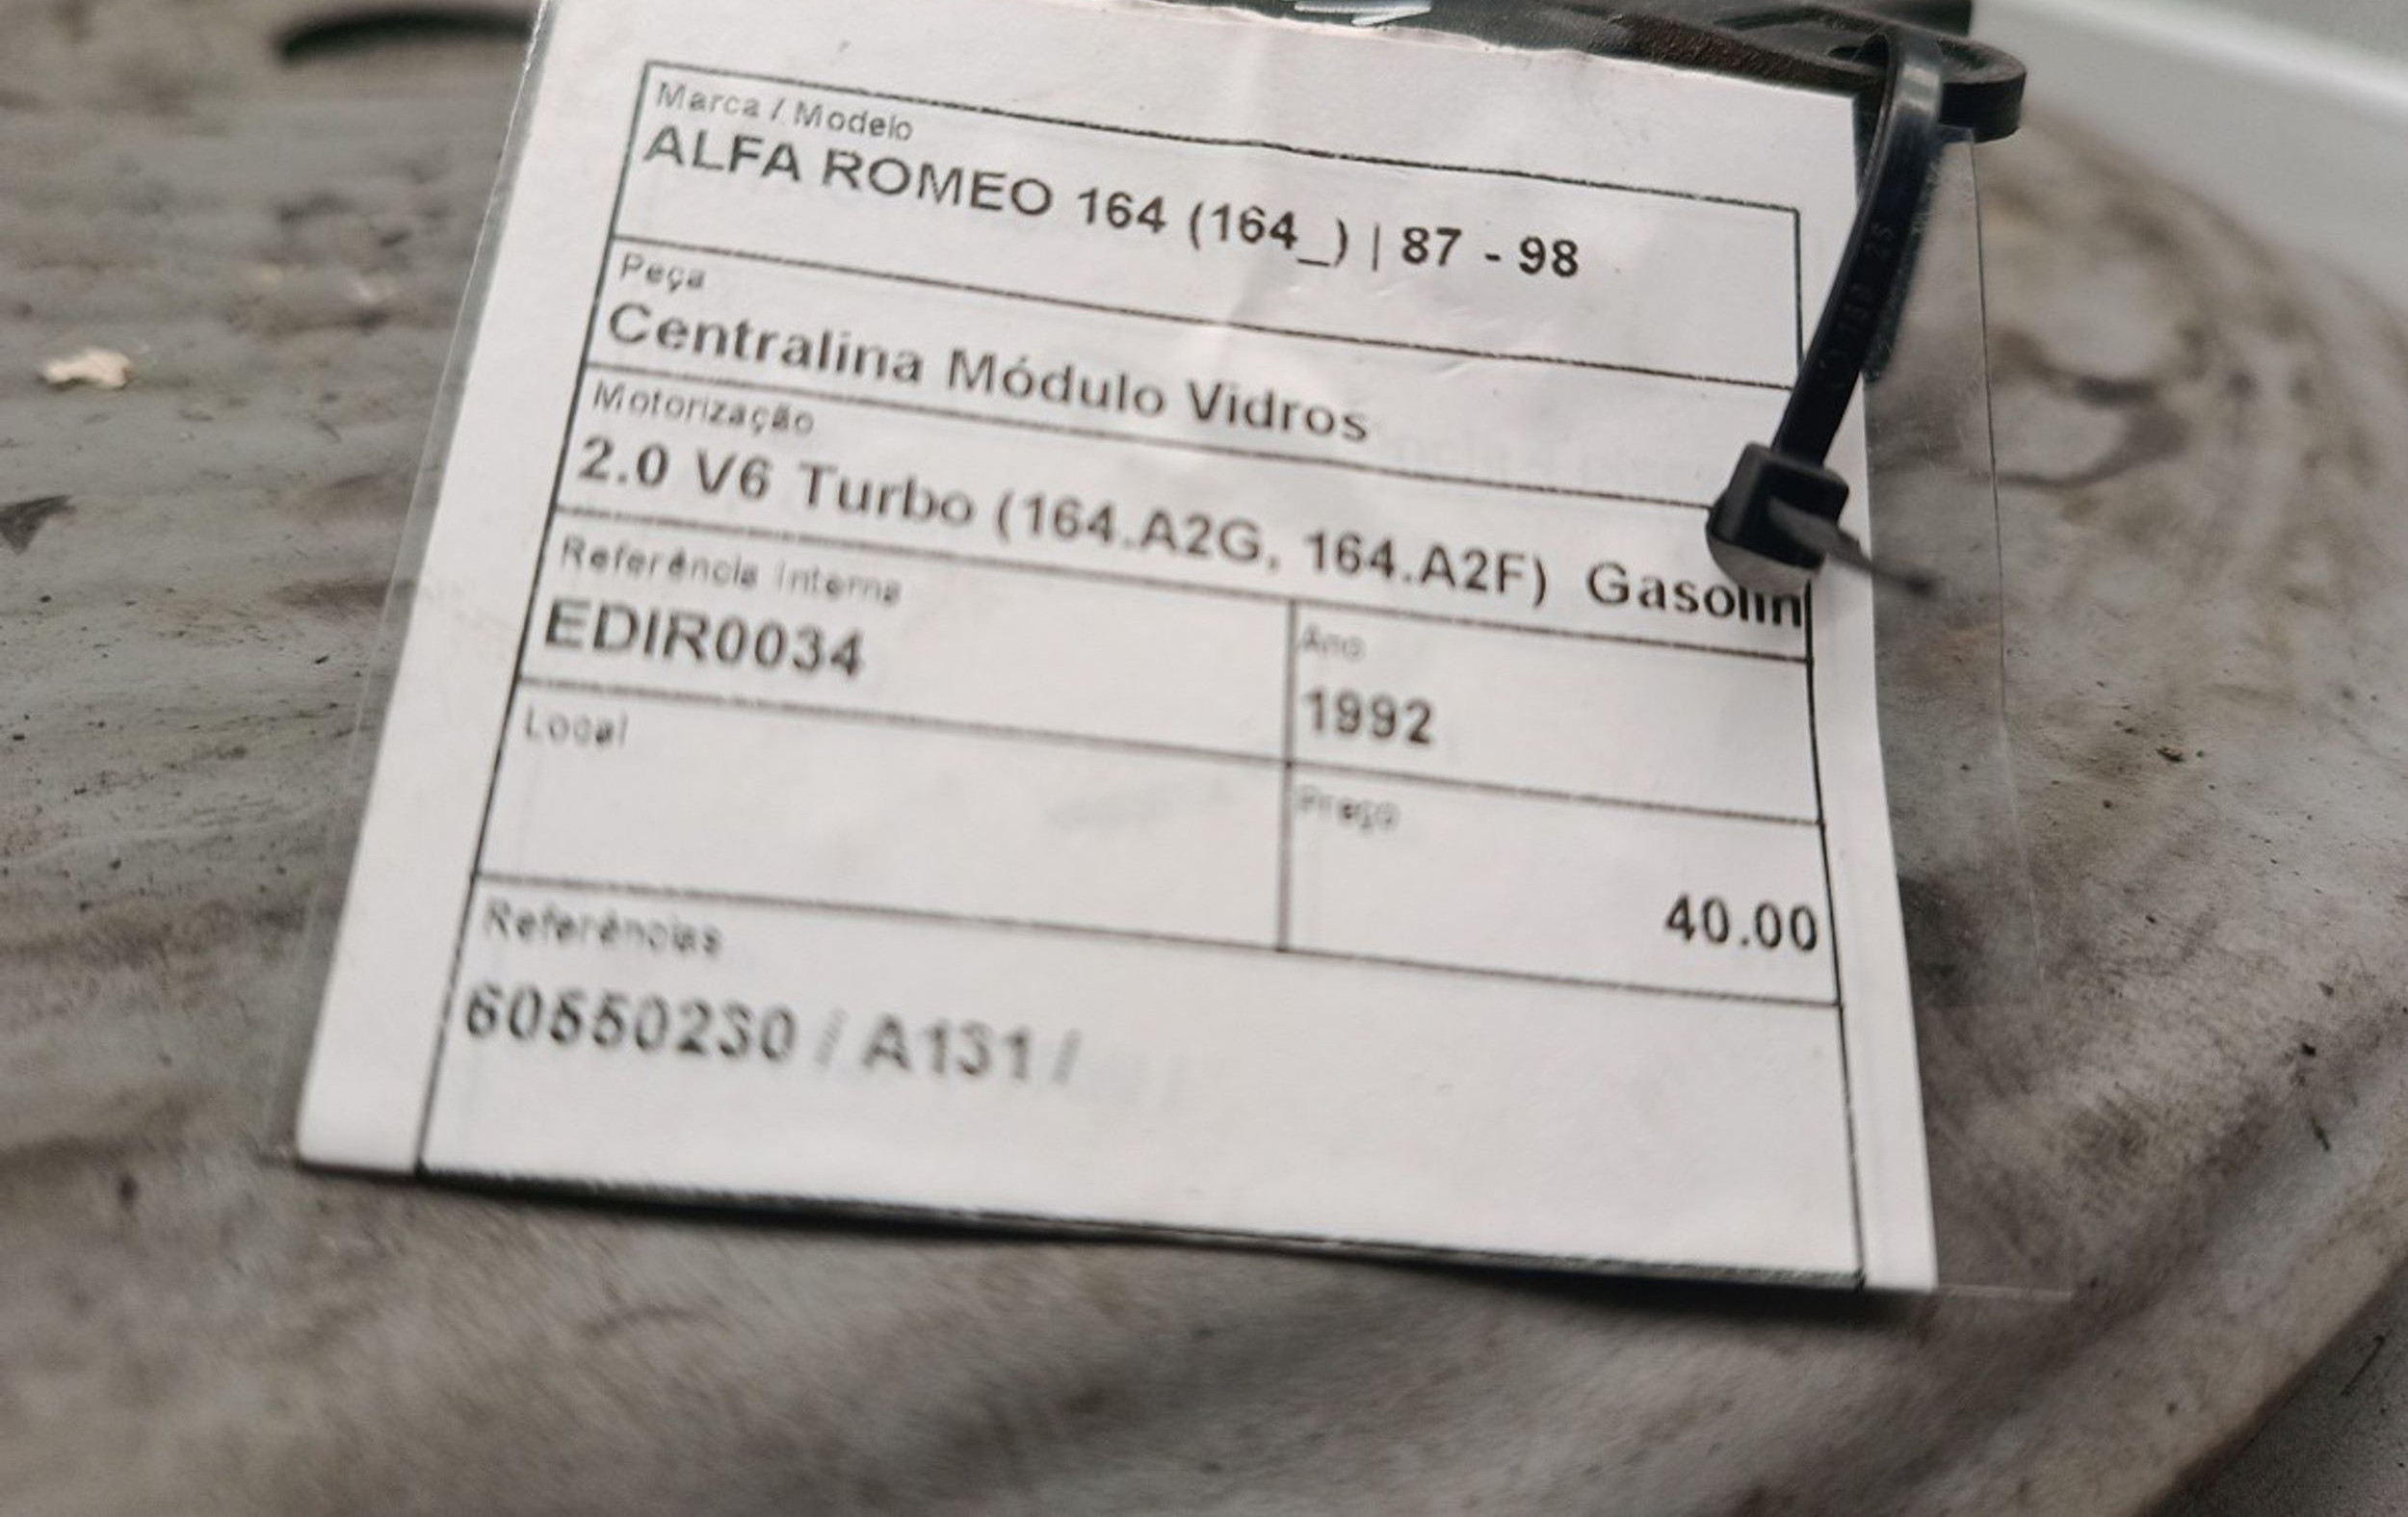 Marca / Modelo
ALFA ROMEO 164 (164_) | 87 - 98
Peça
Centralina Módulo Vidros
Motorização
2.0 V6 Turbo (164.A2G, 164.A2F) Gasolin
Referência Interna
EDIR0034
Ano
1992
Local
Preço
40.00
Referências
60550230 / A131 /